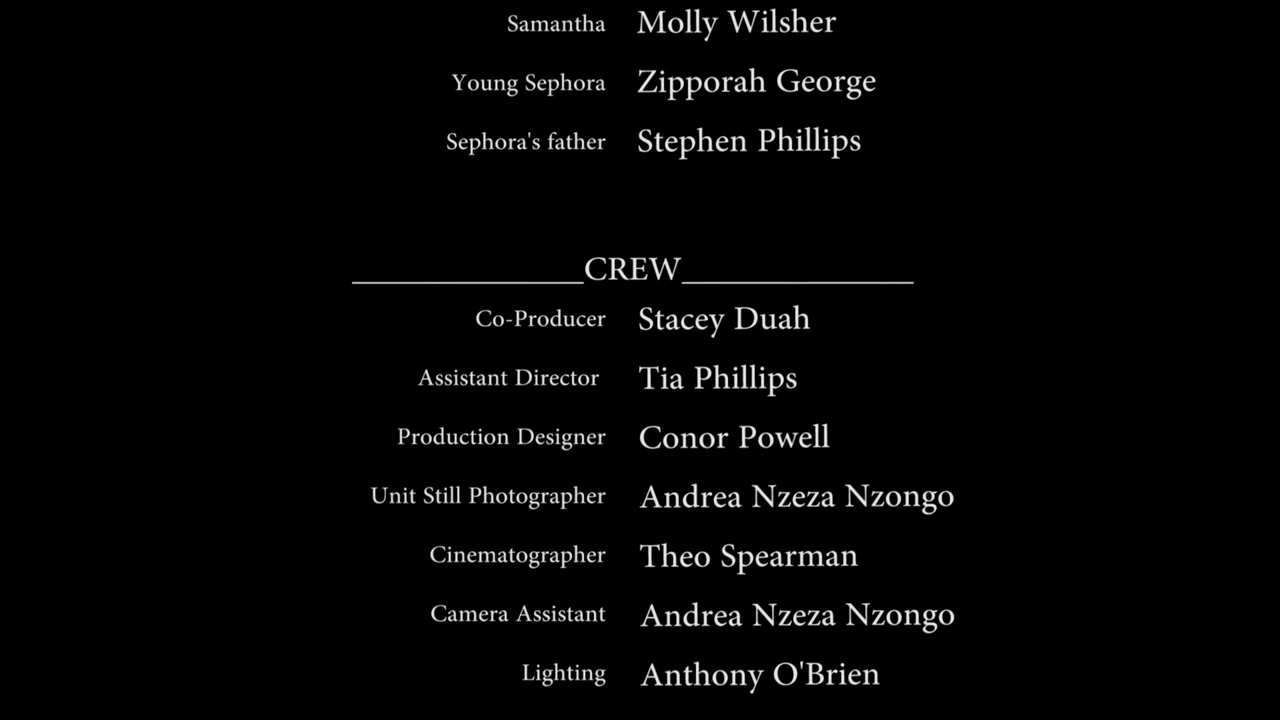 Samantha Molly Wilsher
Young Sephora Zipporah George
Sephora's father Stephen Phillips
CREW
Co-Producer Stacey Duah
Assistant Director Tia Phillips
Production Designer Conor Powell
Unit Still Photographer Andrea Nzeza Nzongo
Cinematographer Theo Spearman
Camera Assistant Andrea Nzeza Nzongo
Lighting Anthony O'Brien